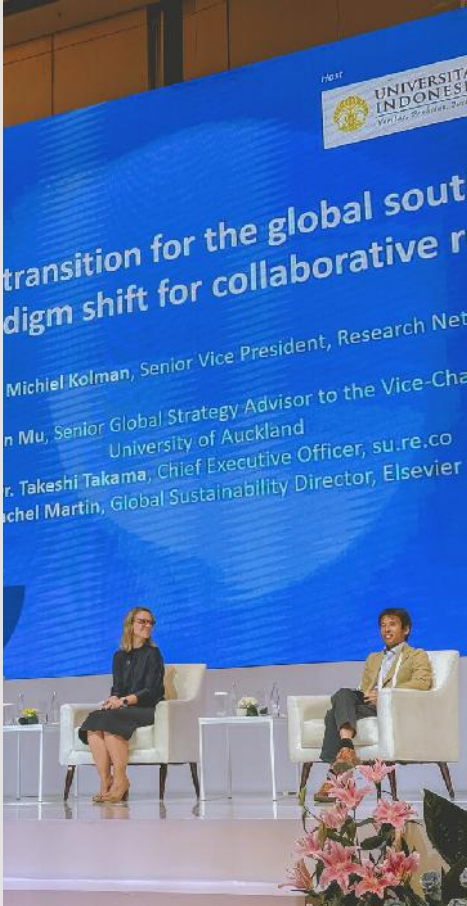 Host
UNIVERSITA
INDONES
transition for the global sout
digm shift for collaborative r
Michiel Kolman, Senior Vice President, Research Net
n Mu, Senior Global Strategy Advisor to the Vice-Cha
University of Auckland
r. Takeshi Takama, Chief Executive Officer, su.re.co
chel Martin, Global Sustainability Director, Elsevier